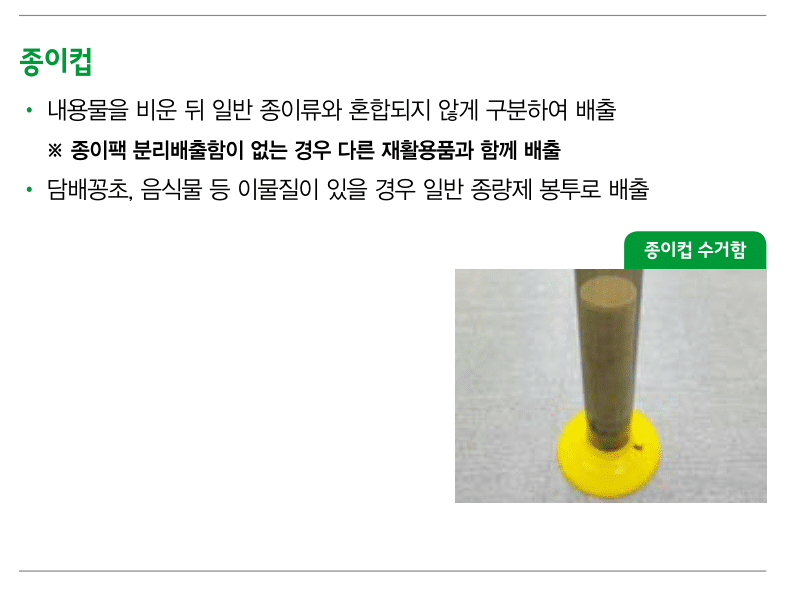 종이컵
• 내용물을 비운 뒤 일반 종이류와 혼합되지 않게 구분하여 배출
※ 종이팩 분리배출함이 없는 경우 다른 재활용품과 함께 배출
• 담배꽁초, 음식물 등 이물질이 있을 경우 일반 종량제 봉투로 배출
종이컵 수거함